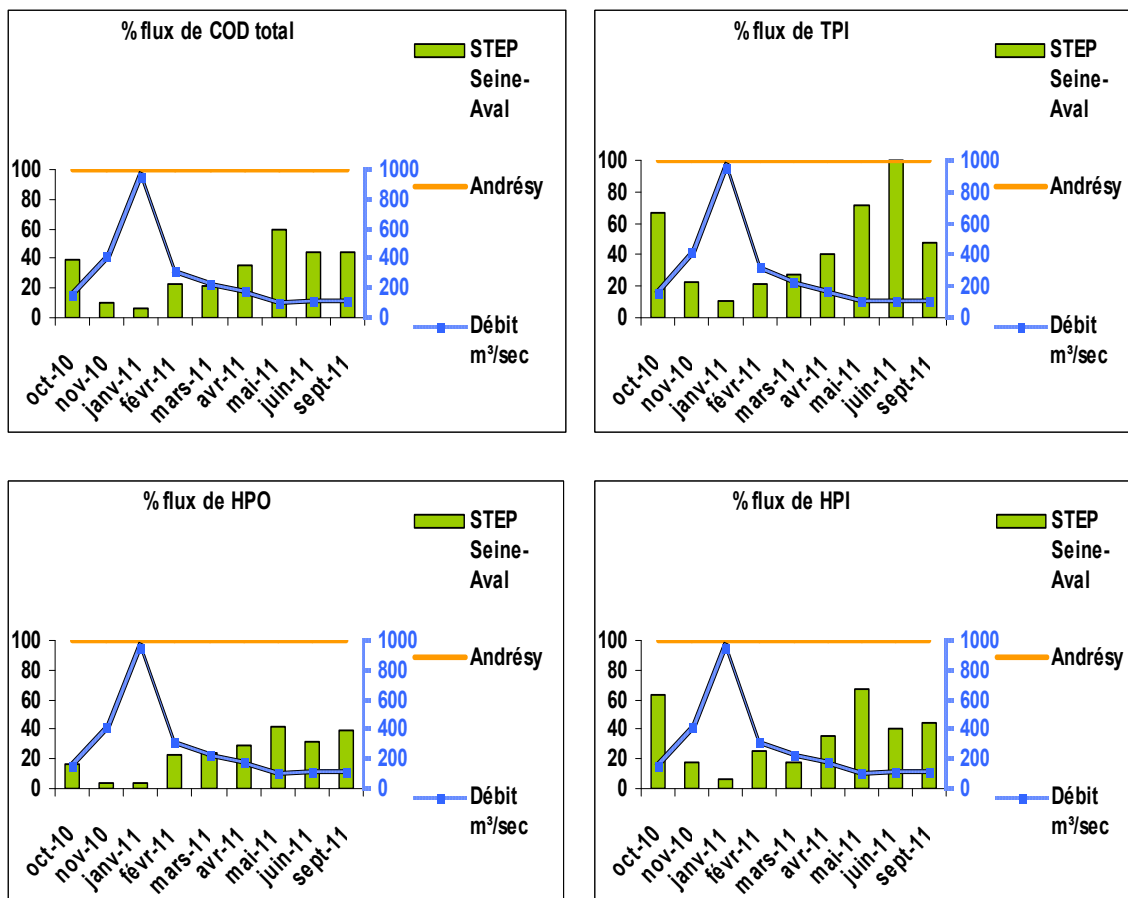 % flux de COD total
STEP
Seine-
Aval
Andrésy
Débit
m³/sec
100
80
60
40
20
0
1000
800
600
400
200
0
oct-10
nov-10
janv-11
févr-11
mars-11
avr-11
mai-11
juin-11
sept-11
% flux de TPI
STEP
Seine-
Aval
Andrésy
Débit
m³/sec
100
80
60
40
20
0
1000
800
600
400
200
0
oct-10
nov-10
janv-11
févr-11
mars-11
avr-11
mai-11
juin-11
sept-11
% flux de HPO
STEP
Seine-
Aval
Andrésy
Débit
m³/sec
100
80
60
40
20
0
1000
800
600
400
200
0
oct-10
nov-10
janv-11
févr-11
mars-11
avr-11
mai-11
juin-11
sept-11
% flux de HPI
STEP
Seine-
Aval
Andrésy
Débit
m³/sec
100
80
60
40
20
0
1000
800
600
400
200
0
oct-10
nov-10
janv-11
févr-11
mars-11
avr-11
mai-11
juin-11
sept-11